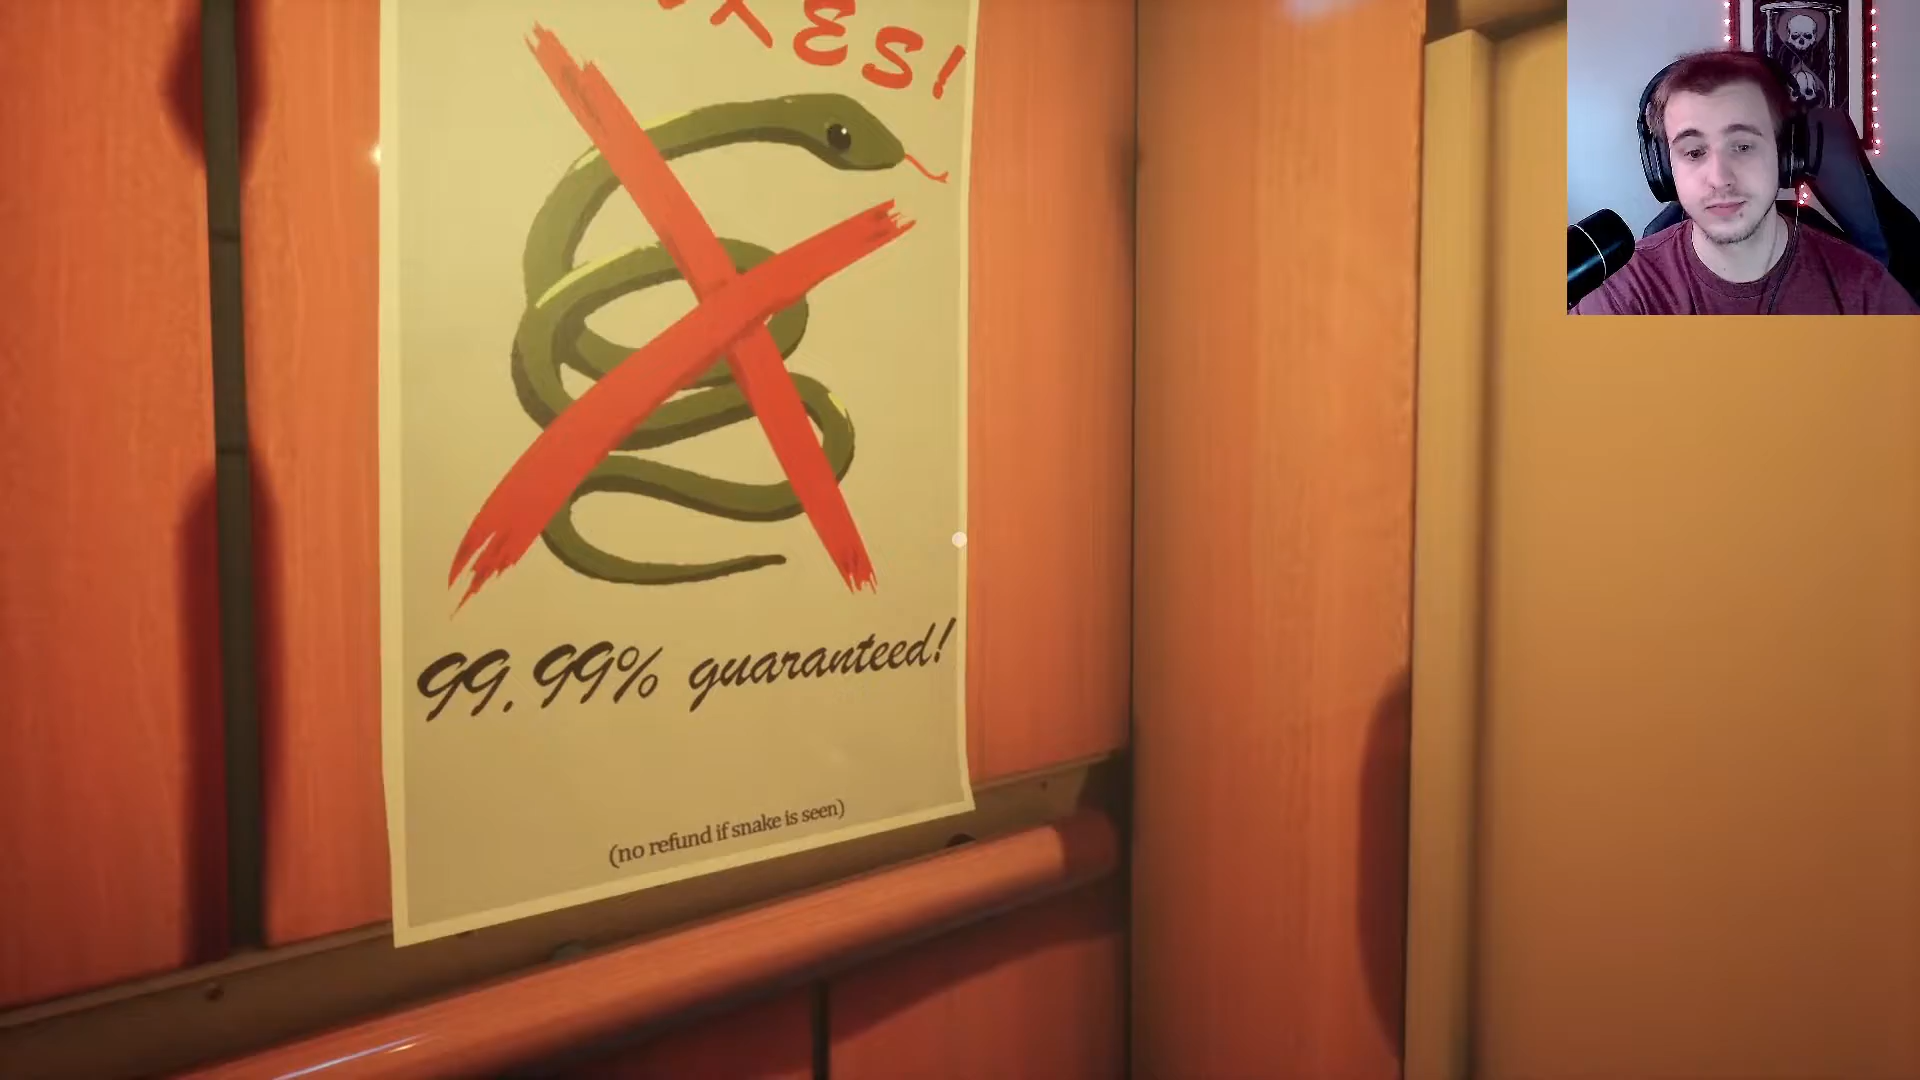 99.99% guaranteed!
(no refund if snake is seen)